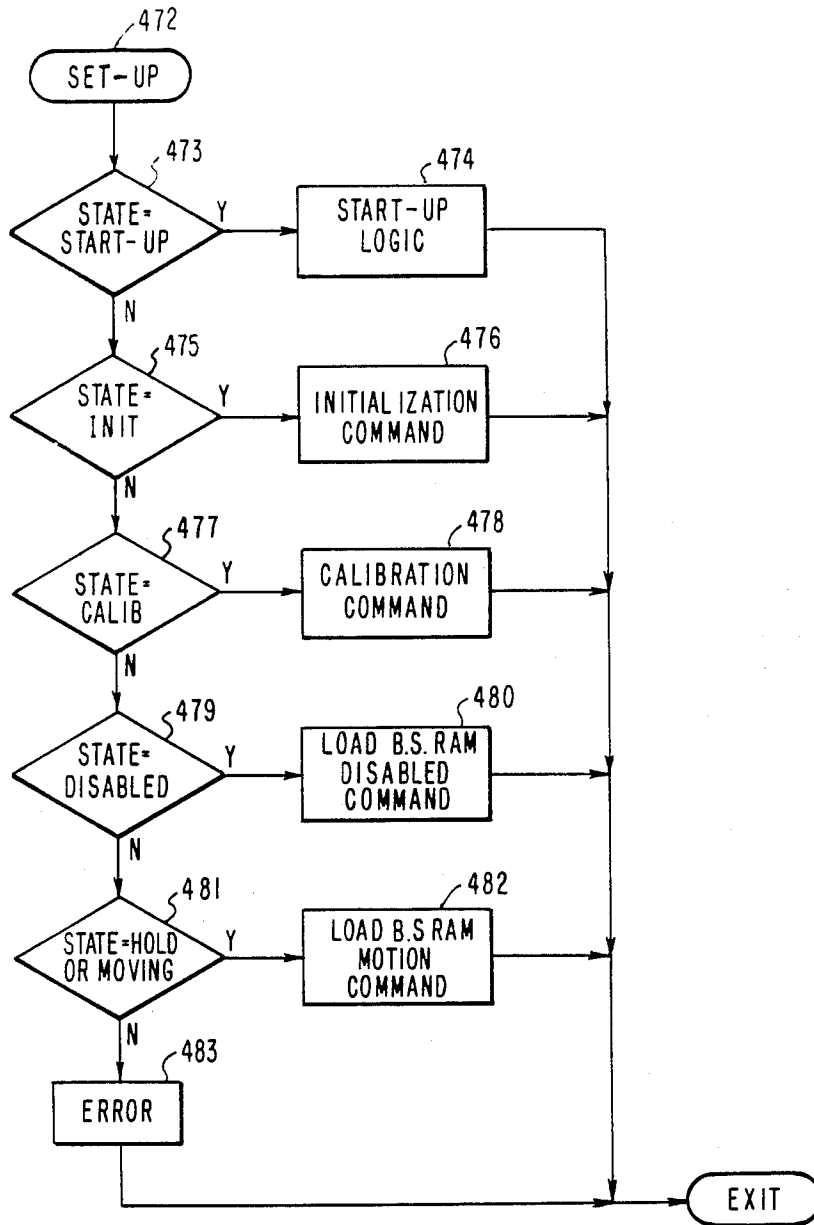 472
SET-UP
473
STATE=
START-UP
Y
N
474
START-UP
LOGIC
475
STATE=
INIT
Y
N
476
INITIALIZATION
COMMAND
477
STATE=
CALIB
Y
N
478
CALIBRATION
COMMAND
479
STATE=
DISABLED
Y
N
480
LOAD B.S. RAM
DISABLED
COMMAND
481
STATE=HOLD
OR MOVING
Y
N
482
LOAD B.S RAM
MOTION
COMMAND
483
ERROR
EXIT